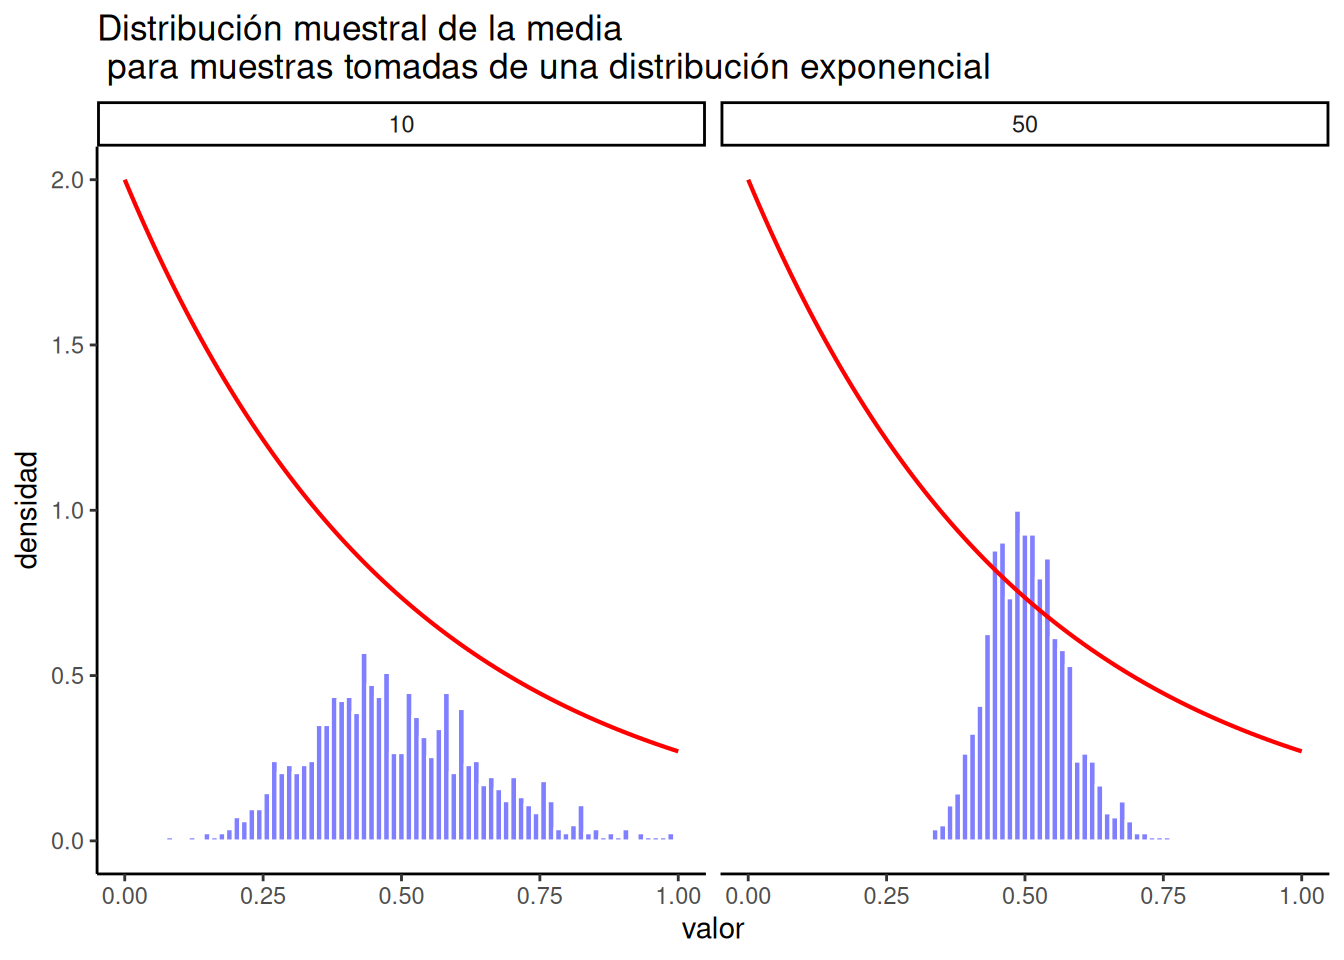 Distribución muestral de la media
para muestras tomadas de una distribución exponencial
10
50
densidad
2.0
1.5
1.0
0.5
0.0
0.00 0.25 0.50 0.75 1.00
0.00 0.25 0.50 0.75 1.00
valor